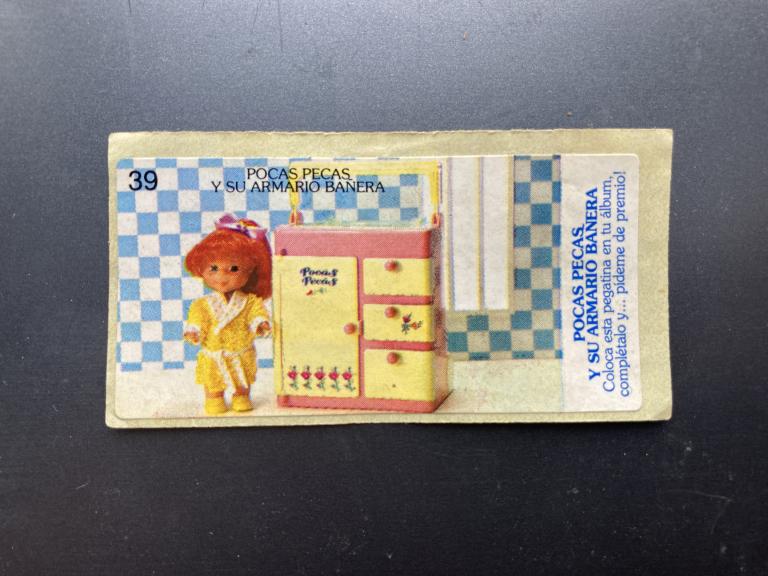 39
POCAS PECAS
Y SU ARMARIO BAÑERA
Pocas
Pecas
POCAS PECAS
Y SU ARMARIO BAÑERA
Coloca esta pegatina en tu álbum,
complétalo y... pídeme de premio!